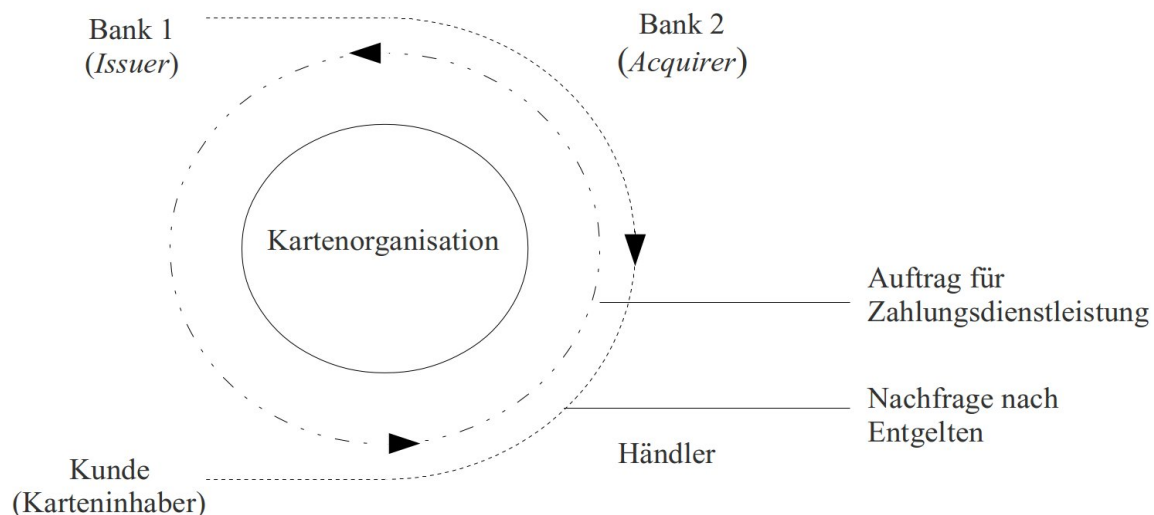 Bank 1
(Issuer)
Bank 2
(Acquirer)
Kartenorganisation
Auftrag für
Zahlungsdienstleistung
Nachfrage nach
Entgelten
Händler
Kunde
(Karteninhaber)